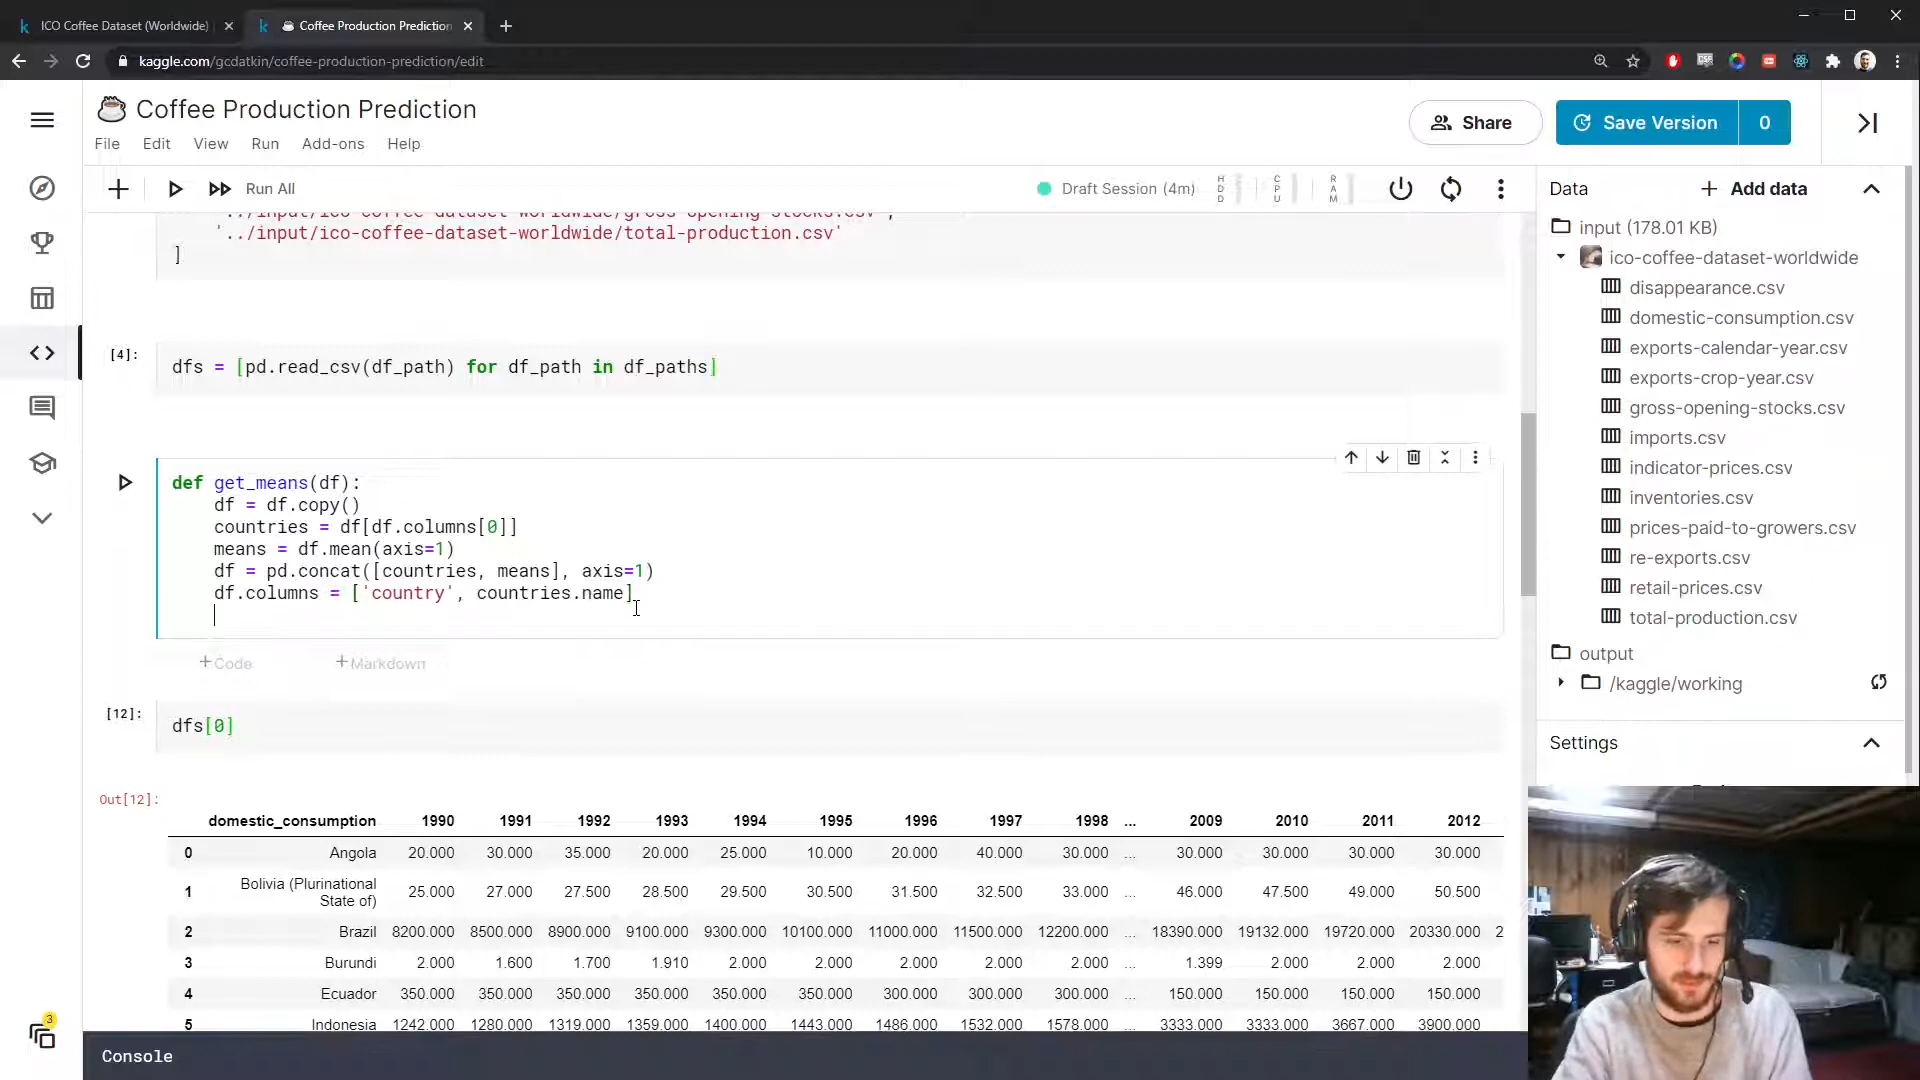 ICO Coffee Dataset (Worldwide)
Coffee Production Prediction
kaggle.com/gcdatkin/coffee-production-prediction/edit
Coffee Production Prediction
Share
Save Version
0
File Edit View Run Add-ons Help
Run All
Draft Session (4m)
HDD
CPU
RAM
Data
Add data
'../input/ico-coffee-dataset-worldwide/gross-opening-stocks.csv',
'../input/ico-coffee-dataset-worldwide/total-production.csv'
]
[4]:
dfs = [pd.read_csv(df_path) for df_path in df_paths]
def get_means(df):
df = df.copy()
countries = df[df.columns[0]]
means = df.mean(axis=1)
df = pd.concat([countries, means], axis=1)
df.columns = ['country', countries.name]
+ Code
+ Markdown
[12]:
dfs[0]
Out[12]:
domestic_consumption 1990 1991 1992 1993 1994 1995 1996 1997 1998 ... 2009 2010 2011 2012
0 Angola 20.000 30.000 35.000 20.000 25.000 10.000 20.000 40.000 30.000 ... 30.000 30.000 30.000 30.000
1 Bolivia (Plurinational State of) 25.000 27.000 27.500 28.500 29.500 30.500 31.500 32.500 33.000 ... 46.000 47.500 49.000 50.500
2 Brazil 8200.000 8500.000 8900.000 9100.000 9300.000 10100.000 11000.000 11500.000 12200.000 ... 18390.000 19132.000 19720.000 20330.000 2
3 Burundi 2.000 1.600 1.700 1.910 2.000 2.000 2.000 2.000 2.000 ... 1.399 2.000 2.000 2.000
4 Ecuador 350.000 350.000 350.000 350.000 350.000 350.000 300.000 300.000 300.000 ... 150.000 150.000 150.000 150.000
5 Indonesia 1242.000 1280.000 1319.000 1359.000 1400.000 1443.000 1486.000 1532.000 1578.000 ... 3333.000 3333.000 3667.000 3900.000
input (178.01 KB)
ico-coffee-dataset-worldwide
disappearance.csv
domestic-consumption.csv
exports-calendar-year.csv
exports-crop-year.csv
gross-opening-stocks.csv
imports.csv
indicator-prices.csv
inventories.csv
prices-paid-to-growers.csv
re-exports.csv
retail-prices.csv
total-production.csv
output
/kaggle/working
Settings
3
Console